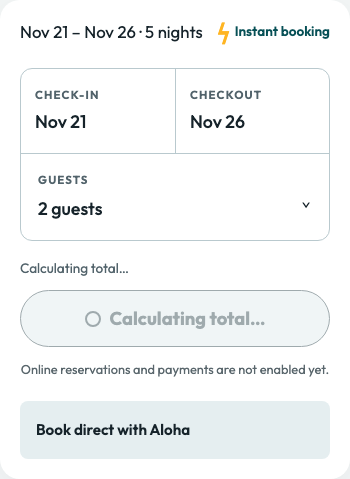 Nov 21 – Nov 26 · 5 nights
Instant booking
CHECK-IN
CHECKOUT
Nov 21
Nov 26
GUESTS
2 guests
Calculating total...
Calculating total...
Online reservations and payments are not enabled yet.
Book direct with Aloha